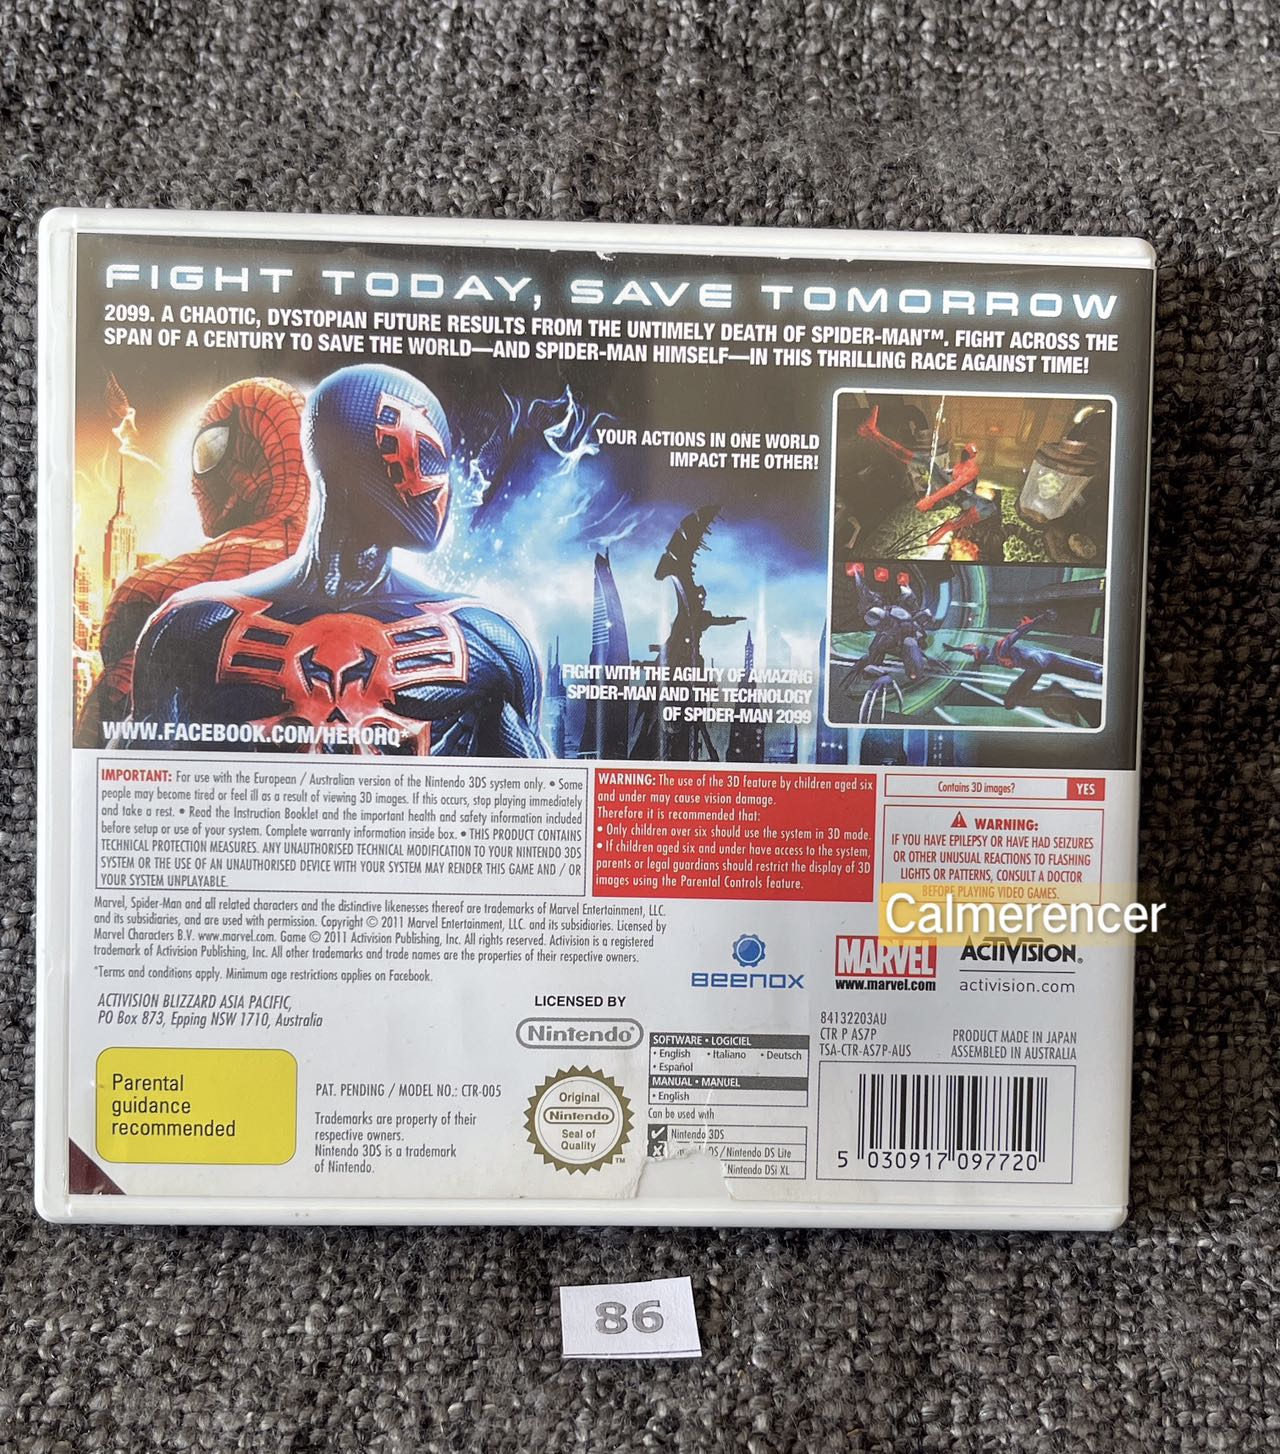 FIGHT TODAY, SAVE TOMORROW
2099. A CHAOTIC, DYSTOPIAN FUTURE RESULTS FROM THE UNTIMELY DEATH OF SPIDER-MAN™. FIGHT ACROSS THE
SPAN OF A CENTURY TO SAVE THE WORLD—AND SPIDER-MAN HIMSELF—IN THIS THRILLING RACE AGAINST TIME!
YOUR ACTIONS IN ONE WORLD
IMPACT THE OTHER!
FIGHT WITH THE AGILITY OF AMAZING
SPIDER-MAN AND THE TECHNOLOGY
OF SPIDER-MAN 2099
WWW.FACEBOOK.COM/HEROHQ*
IMPORTANT: For use with the European / Australian version of the Nintendo 3DS system only. • Some
people may become tired or feel ill as a result of viewing 3D images. If this occurs, stop playing immediately
and take a rest. • Read the Instruction Booklet and the important health and safety information included
before setup or use of your system. Complete warranty information inside box. • THIS PRODUCT CONTAINS
TECHNICAL PROTECTION MEASURES. ANY UNAUTHORISED TECHNICAL MODIFICATION TO YOUR NINTENDO 3DS
SYSTEM OR THE USE OF AN UNAUTHORISED DEVICE WITH YOUR SYSTEM MAY RENDER THIS GAME AND / OR
YOUR SYSTEM UNPLAYABLE.
WARNING: The use of the 3D feature by children aged six
and under may cause vision damage.
Therefore it is recommended that:
• Only children over six should use the system in 3D mode.
• If children aged six and under have access to the system,
parents or legal guardians should restrict the display of 3D
images using the Parental Controls feature.
Contains 3D images? YES
WARNING:
IF YOU HAVE EPILEPSY OR HAVE HAD SEIZURES
OR OTHER UNUSUAL REACTIONS TO FLASHING
LIGHTS OR PATTERNS, CONSULT A DOCTOR
BEFORE PLAYING VIDEO GAMES.
Calmerencer
Marvel, Spider-Man and all related characters and the distinctive likenesses thereof are trademarks of Marvel Entertainment, LLC.
and its subsidiaries, and are used with permission. Copyright © 2011 Marvel Entertainment, LLC. and its subsidiaries. Licensed by
Marvel Characters B.V. www.marvel.com. Game © 2011 Activision Publishing, Inc. All rights reserved. Activision is a registered
trademark of Activision Publishing, Inc. All other trademarks and trade names are the properties of their respective owners.
*Terms and conditions apply. Minimum age restrictions applies on Facebook.
BEENOX
MARVEL
www.marvel.com
ACTIVISION®
activision.com
ACTIVISION BLIZZARD ASIA PACIFIC,
PO Box 873, Epping NSW 1710, Australia
LICENSED BY
Nintendo®
84132203AU
CTR P AS7P
TSA-CTR-AS7P-AUS
PRODUCT MADE IN JAPAN
ASSEMBLED IN AUSTRALIA
Parental
guidance
recommended
PAT. PENDING / MODEL NO.: CTR-005
Trademarks are property of their
respective owners.
Nintendo 3DS is a trademark
of Nintendo.
Original
Nintendo
Seal of
Quality
TM
SOFTWARE • LOGICIEL
• English • Italiano • Deutsch
• Español
MANUAL • MANUEL
• English
Can be used with
Nintendo 3DS
DS/Nintendo DS Lite
Nintendo DSi XL
5 030917 097720
86